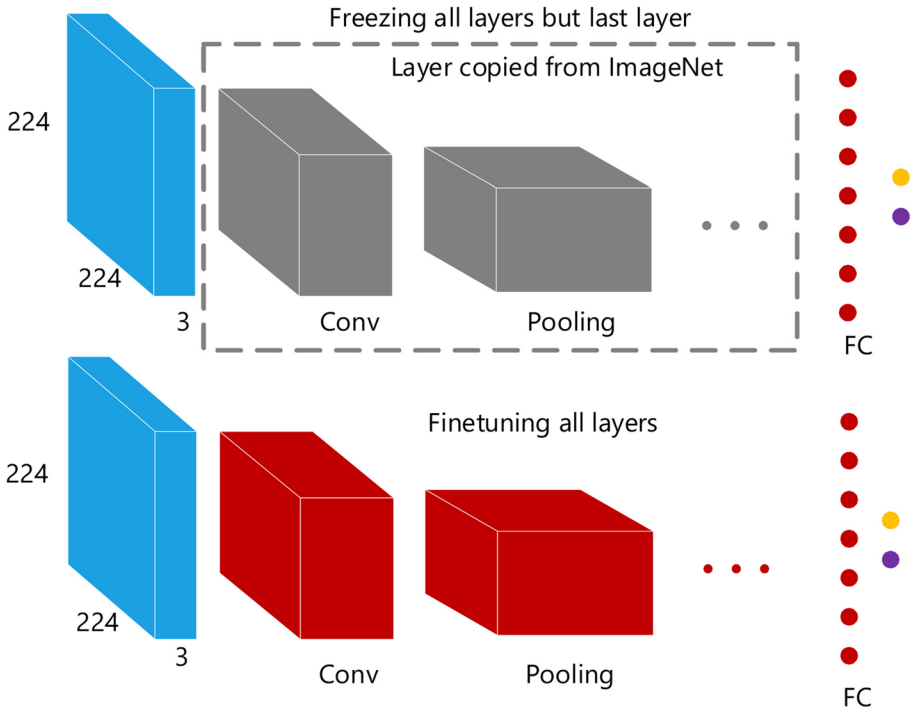 Freezing all layers but last layer
Layer copied from ImageNet
224
224
3
Conv
Pooling
FC
Finetuning all layers
224
224
3
Conv
Pooling
FC